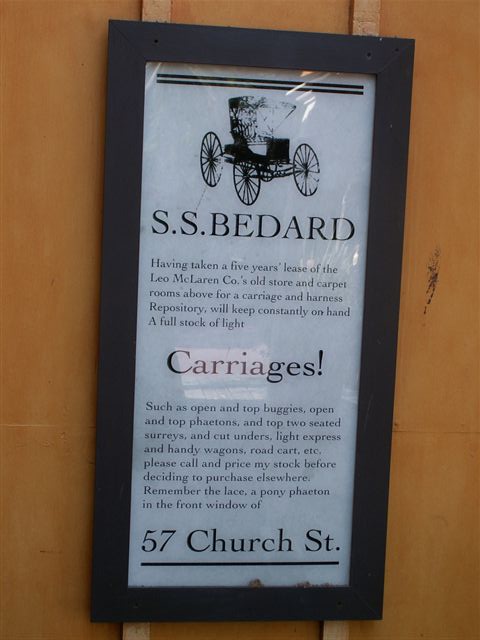 S.S.BEDARD
Having taken a five years' lease of the
Leo McLaren Co.'s old store and carpet
rooms above for a carriage and harness
Repository, will keep constantly on hand
A full stock of light
Carriages!
Such as open and top buggies, open
and top phaetons, and top two seated
surreys, and cut unders, light express
and handy wagons, road cart, etc.
please call and price my stock before
deciding to purchase elsewhere.
Remember the lace, a pony phaeton
in the front window of
57 Church St.